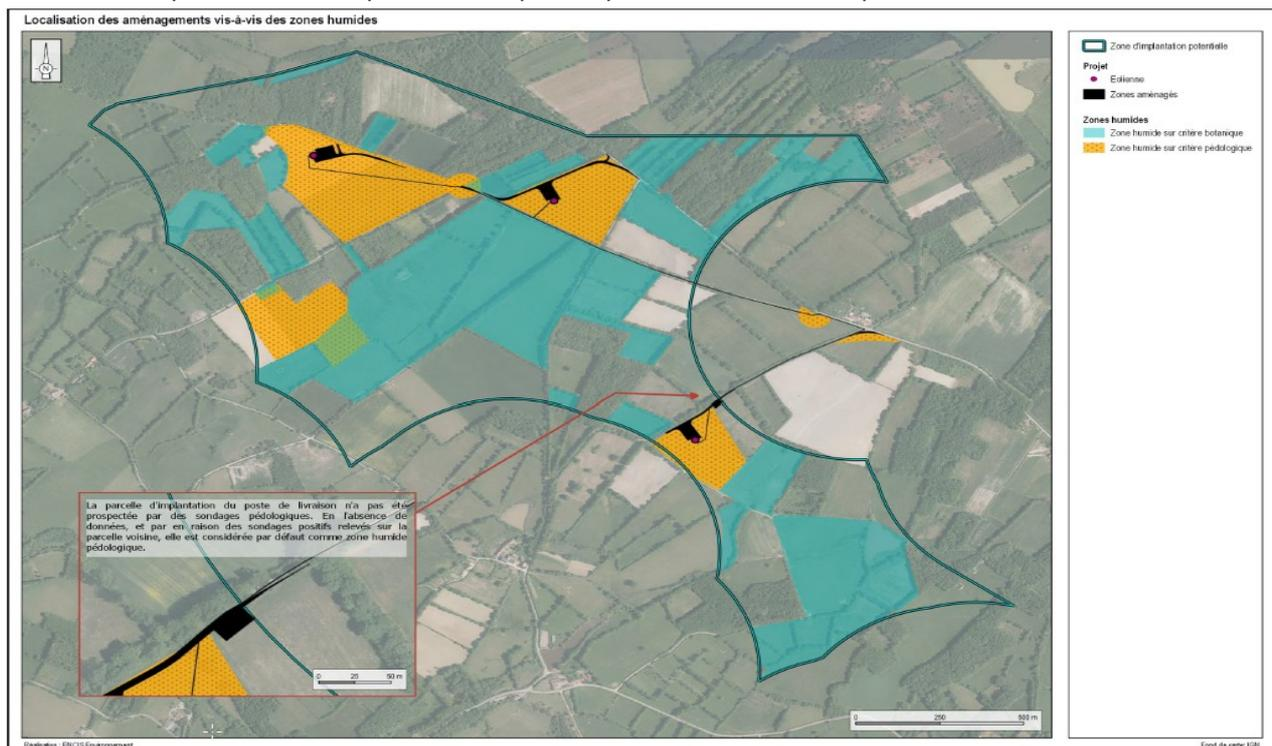 Localisation des aménagements vis-à-vis des zones humides
N
Zone d'implantation potentielle
Projet
Eolienne
Zones aménagés
Zones humides
Zone humide sur critère botanique
Zone humide sur critère pédologique
La parcelle d'implantation du poste de livraison n'a pas été
prospectée par des sondages pédologiques. En l'absence de
données, et par en raison des sondages positifs relevés sur la
parcelle voisine, elle est considérée par défaut comme zone humide
pédologique.
0 25 50 m
0 250 500 m
Réalisation : ENCIS Environnement
Fond de carte: IGN